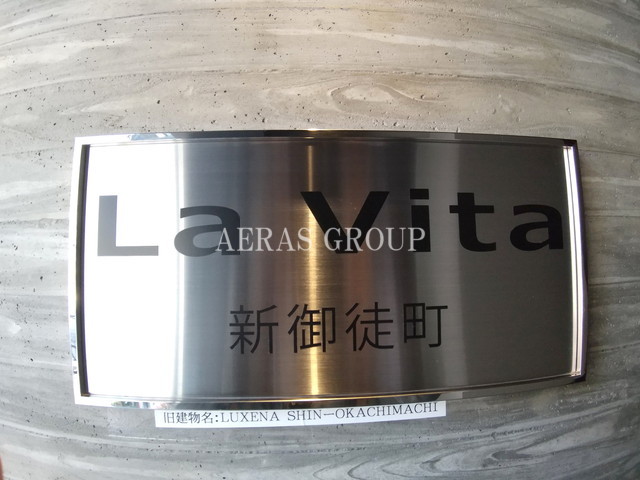 La Vita
AERAS GROUP
新御徒町
旧建物名:LUXENA SHIN－OKACHIMACHI